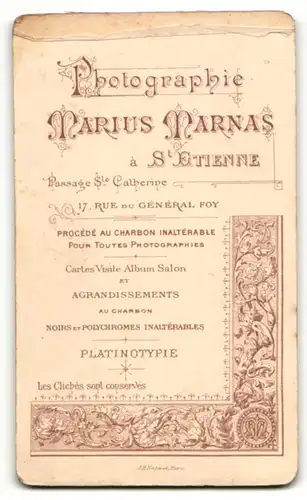 Photographie
MARIUS MARNAS
à St ETIENNE
Passage Ste Catherine
17, RUE DU GÉNÉRAL FOY
PROCÉDÉ AU CHARBON INALTÉRABLE
POUR TOUTES PHOTOGRAPHIES
Cartes Visite Album Salon
ET
AGRANDISSEMENTS
AU CHARBON
NOIRS ET POLYCHROMES INALTÉRABLES
PLATINOTYPIE
Les Clichés sont conservés
Paris.